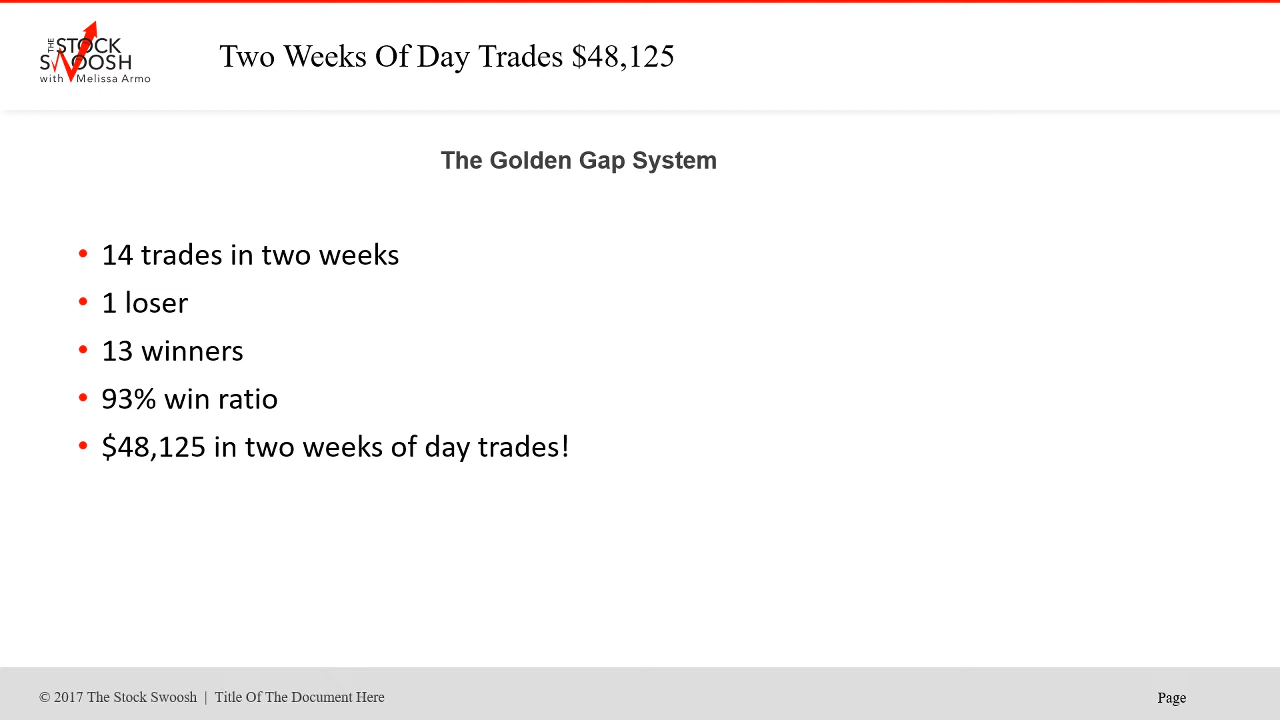 THE STOCK
SWOOSH
with Melissa Armo
Two Weeks Of Day Trades $48,125
The Golden Gap System
• 14 trades in two weeks
• 1 loser
• 13 winners
• 93% win ratio
• $48,125 in two weeks of day trades!
© 2017 The Stock Swoosh | Title Of The Document Here
Page